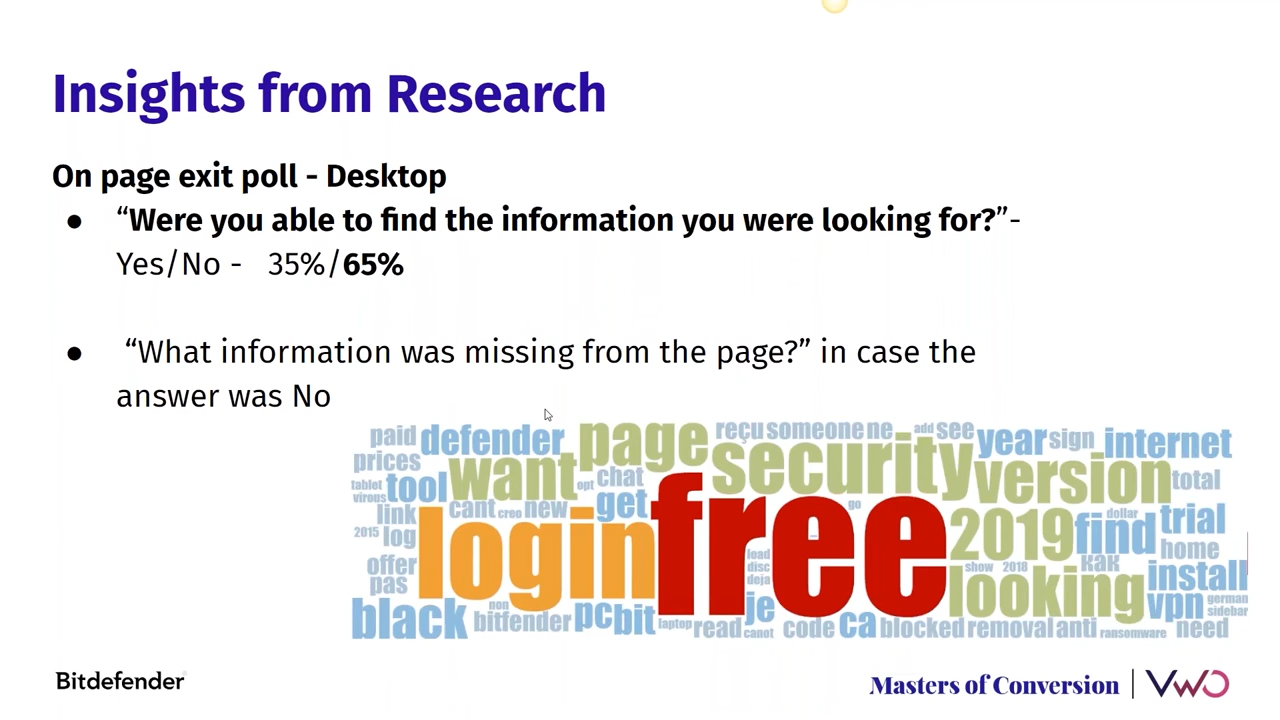 Insights from Research
On page exit poll - Desktop
● “Were you able to find the information you were looking for?”-
Yes/No - 35%/65%
● “What information was missing from the page?” in case the
answer was No
paid defender page reçu someone ne add see year sign internet
prices want security version total
tablet virous tool opt chat
link cant creo new get free go 2019 dollar find trial
2015 log login home
offer lead disc deja show 2018 kak install
pas looking vpn german sidebar
black non bitfender pc bit laptop read je canot code ca blocked removal anti ransomware need
Bitdefender
Masters of Conversion | VWO